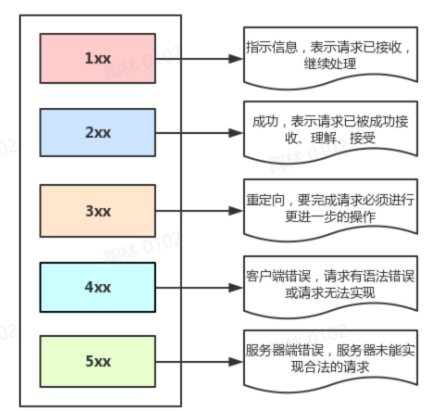 1xx
指示信息，表示请求已接收，
继续处理
2xx
成功，表示请求已被成功接
收、理解、接受
3xx
重定向，要完成请求必须进行
更进一步的操作
4xx
客户端错误，请求有语法错误
或请求无法实现
5xx
服务器端错误，服务器未能实
现合法的请求